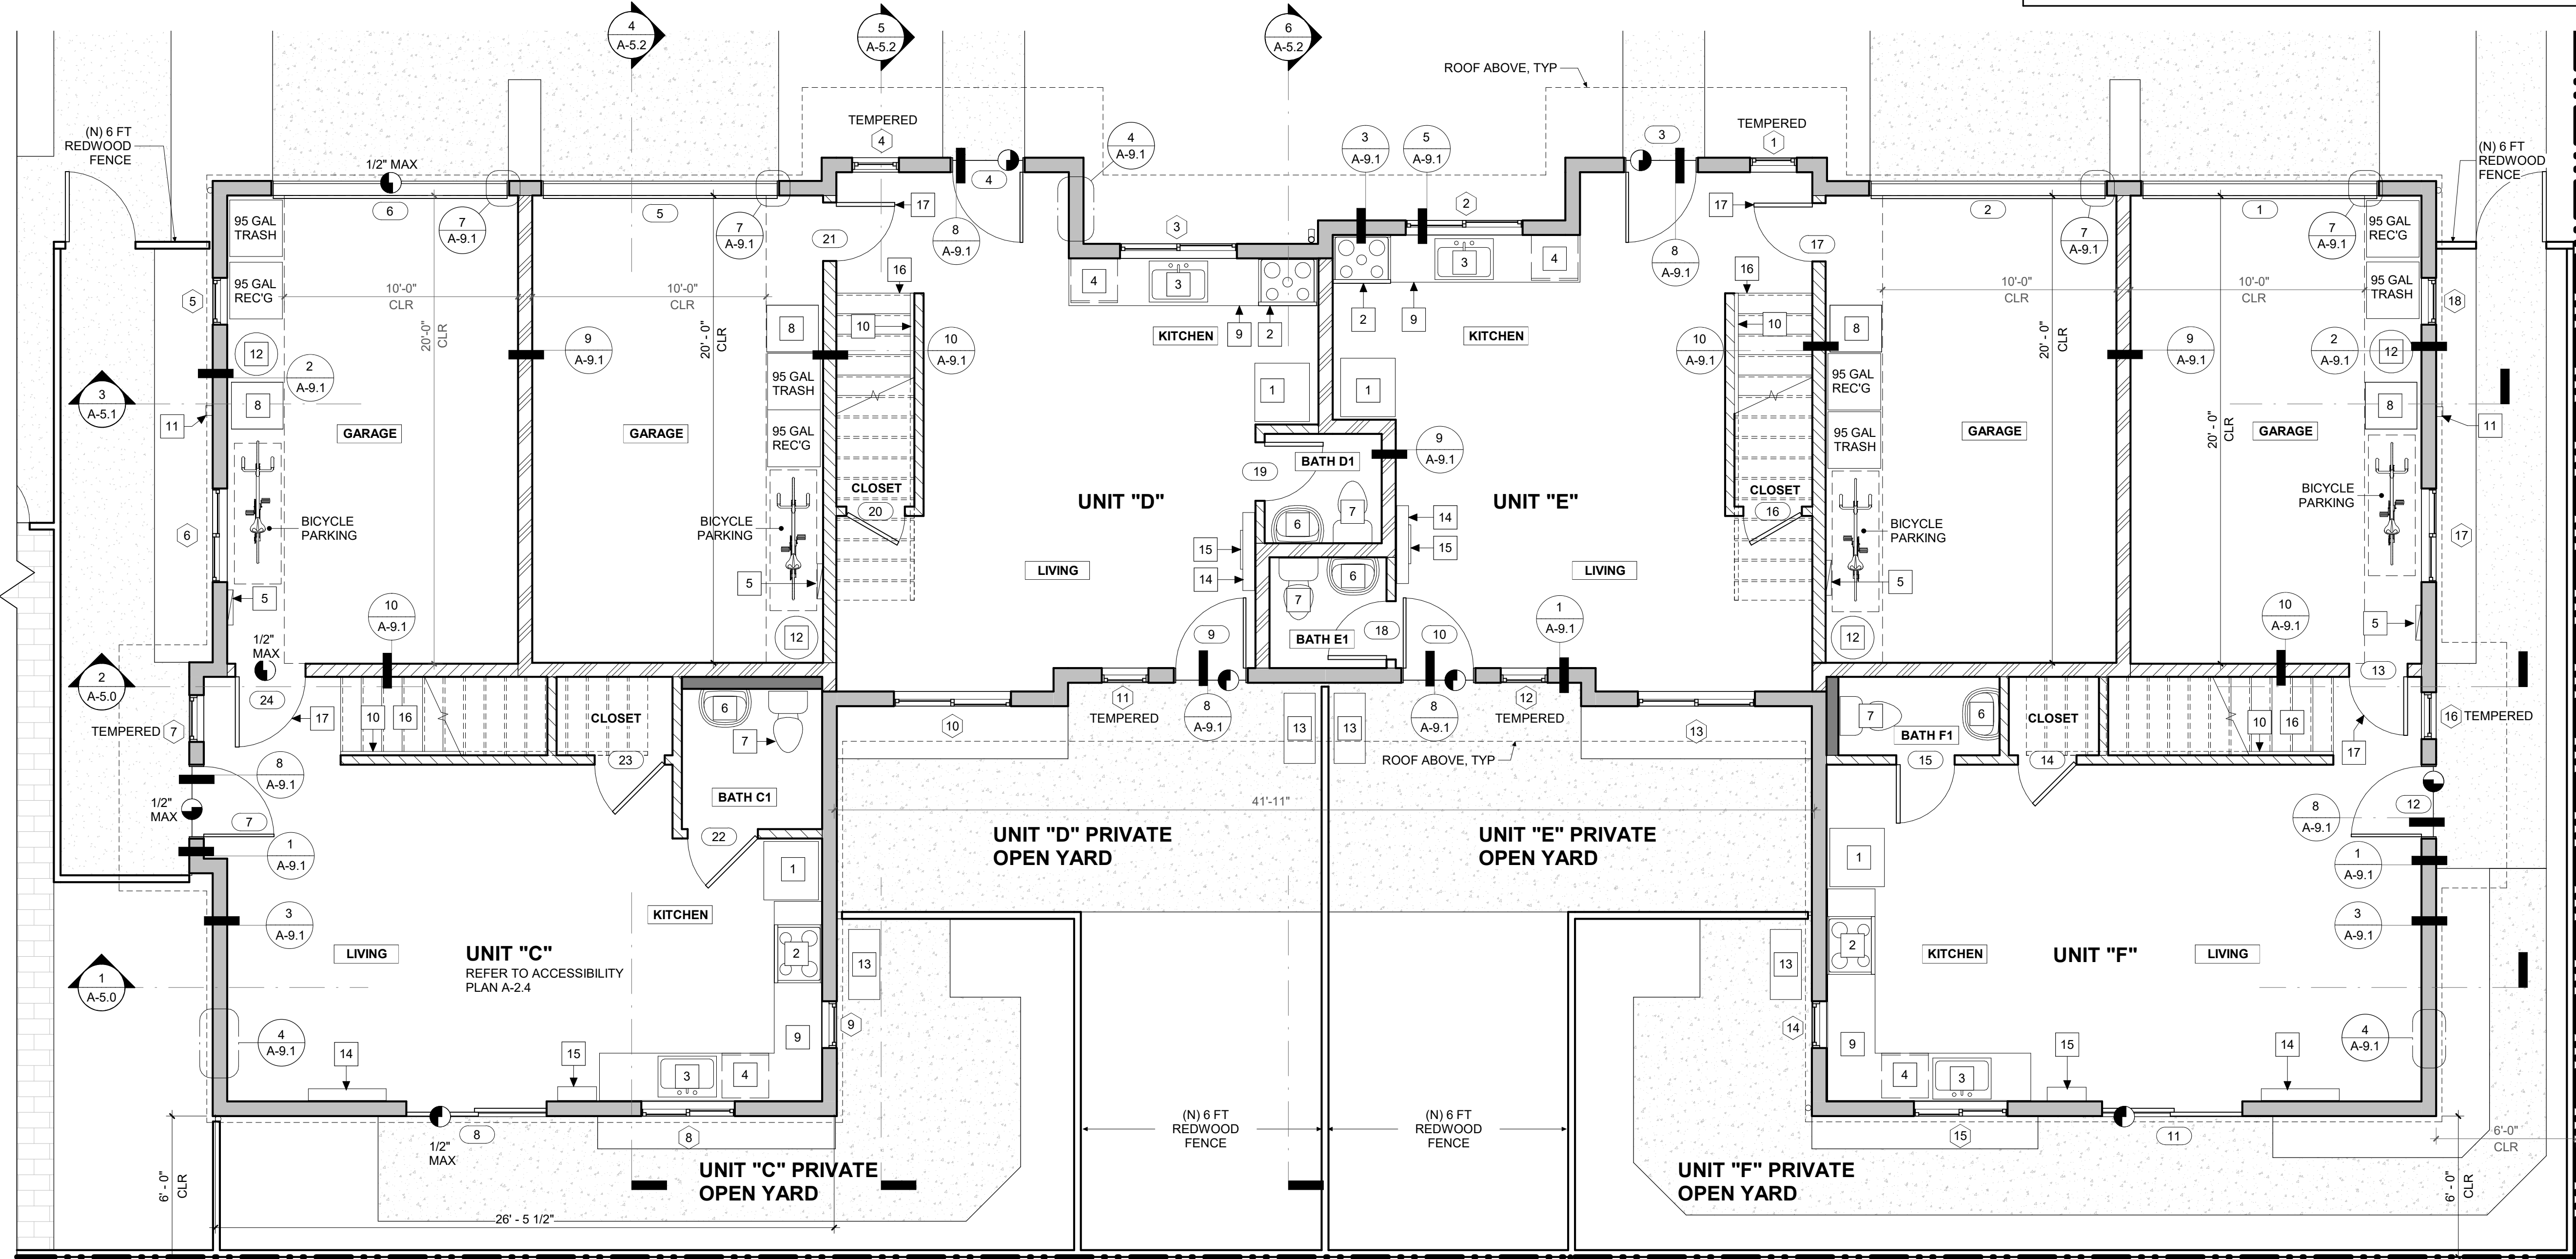 4
A-5.2
5
A-5.2
6
A-5.2
ROOF ABOVE, TYP
(N) 6 FT
REDWOOD
FENCE
1/2" MAX
TEMPERED
4
4
A-9.1
3
A-9.1
5
A-9.1
3
TEMPERED
1
(N) 6 FT
REDWOOD
FENCE
95 GAL
TRASH
6
7
A-9.1
5
7
A-9.1
21
17
8
A-9.1
4
3
2
8
A-9.1
17
17
2
7
A-9.1
1
7
A-9.1
95 GAL
REC'G
95 GAL
REC'G
5
10'-0"
CLR
10'-0"
CLR
16
10
4
3
9
2
2
9
3
4
16
10
10'-0"
CLR
10'-0"
CLR
95 GAL
TRASH
18
20'-0"
CLR
20' - 0"
CLR
20' - 0"
CLR
20' - 0"
CLR
12
2
A-9.1
9
A-9.1
8
10
A-9.1
KITCHEN
KITCHEN
10
A-9.1
8
9
A-9.1
2
A-9.1
12
3
A-5.1
11
8
GARAGE
GARAGE
95 GAL
TRASH
95 GAL
REC'G
1
1
95 GAL
REC'G
95 GAL
TRASH
GARAGE
GARAGE
8
11
9
A-9.1
BATH D1
19
CLOSET
20
UNIT "D"
UNIT "E"
CLOSET
16
6
7
14
15
15
14
6
BICYCLE
PARKING
BICYCLE
PARKING
BICYCLE
PARKING
BICYCLE
PARKING
17
5
5
LIVING
LIVING
5
5
6
7
BATH E1
18
10
A-9.1
1/2"
MAX
12
9
10
1
A-9.1
12
10
A-9.1
13
2
A-5.0
24
17
10
16
CLOSET
23
6
7
BATH C1
22
TEMPERED
7
10
11
TEMPERED
8
A-9.1
13
13
8
A-9.1
12
TEMPERED
13
ROOF ABOVE, TYP
7
6
BATH F1
15
CLOSET
14
10
16
17
16
TEMPERED
8
A-9.1
1/2"
MAX
7
1
A-9.1
41'-11"
12
8
A-9.1
1
A-9.1
UNIT "D" PRIVATE
OPEN YARD
UNIT "E" PRIVATE
OPEN YARD
1
1
3
A-9.1
KITCHEN
LIVING
UNIT "C"
REFER TO ACCESSIBILITY
PLAN A-2.4
2
13
13
2
KITCHEN
UNIT "F"
LIVING
3
A-9.1
1
A-5.0
4
A-9.1
14
15
9
9
3
4
14
9
4
3
15
14
4
A-9.1
8
1/2"
MAX
8
(N) 6 FT
REDWOOD
FENCE
(N) 6 FT
REDWOOD
FENCE
15
11
6'-0"
CLR
6' - 0"
CLR
UNIT "C" PRIVATE
OPEN YARD
UNIT "F" PRIVATE
OPEN YARD
6' - 0"
CLR
26' - 5 1/2"